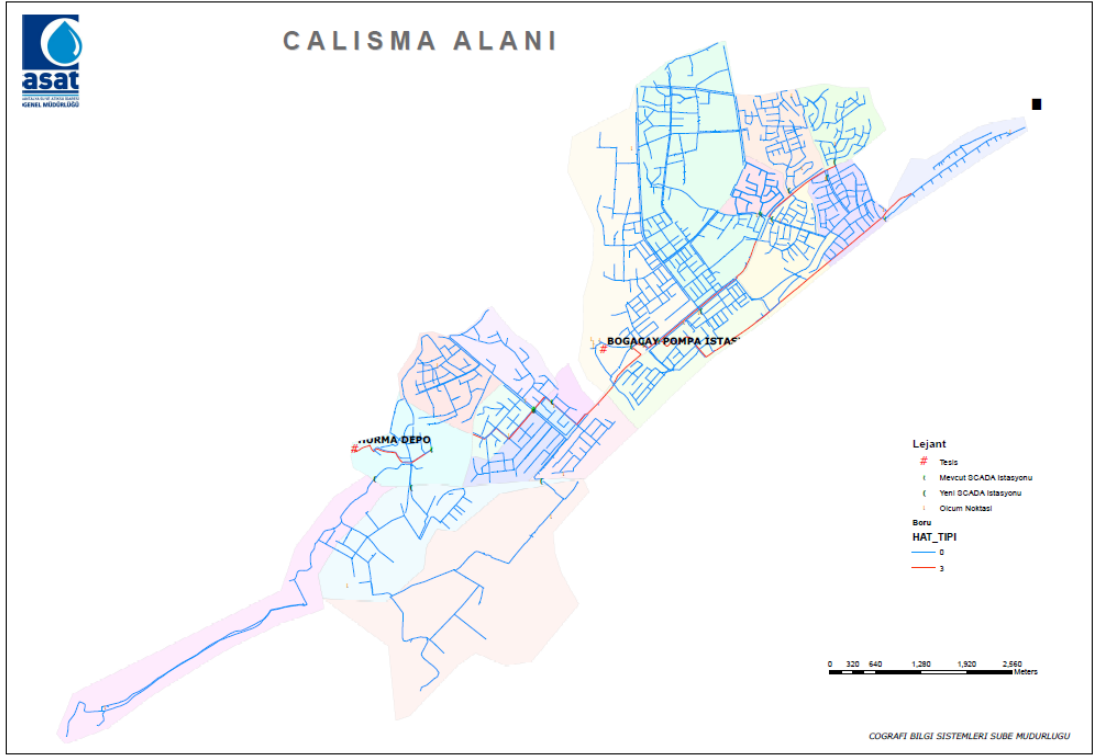 CALISMA ALANI
asat
GENEL MÜDÜRLÜĞÜ
BOGACAY POMPA ISTAS
HURMA DEPO
Lejant
# Tesis
Mevcut SCADA Istasyonu
Yeni SCADA Istasyonu
Olcum Noktasi
Boru
HAT_TIPI
0
3
0 320 640 1,280 1,920 2,560
Meters
COGRAFI BILGI SISTEMLERI SUBE MUDURLUGU